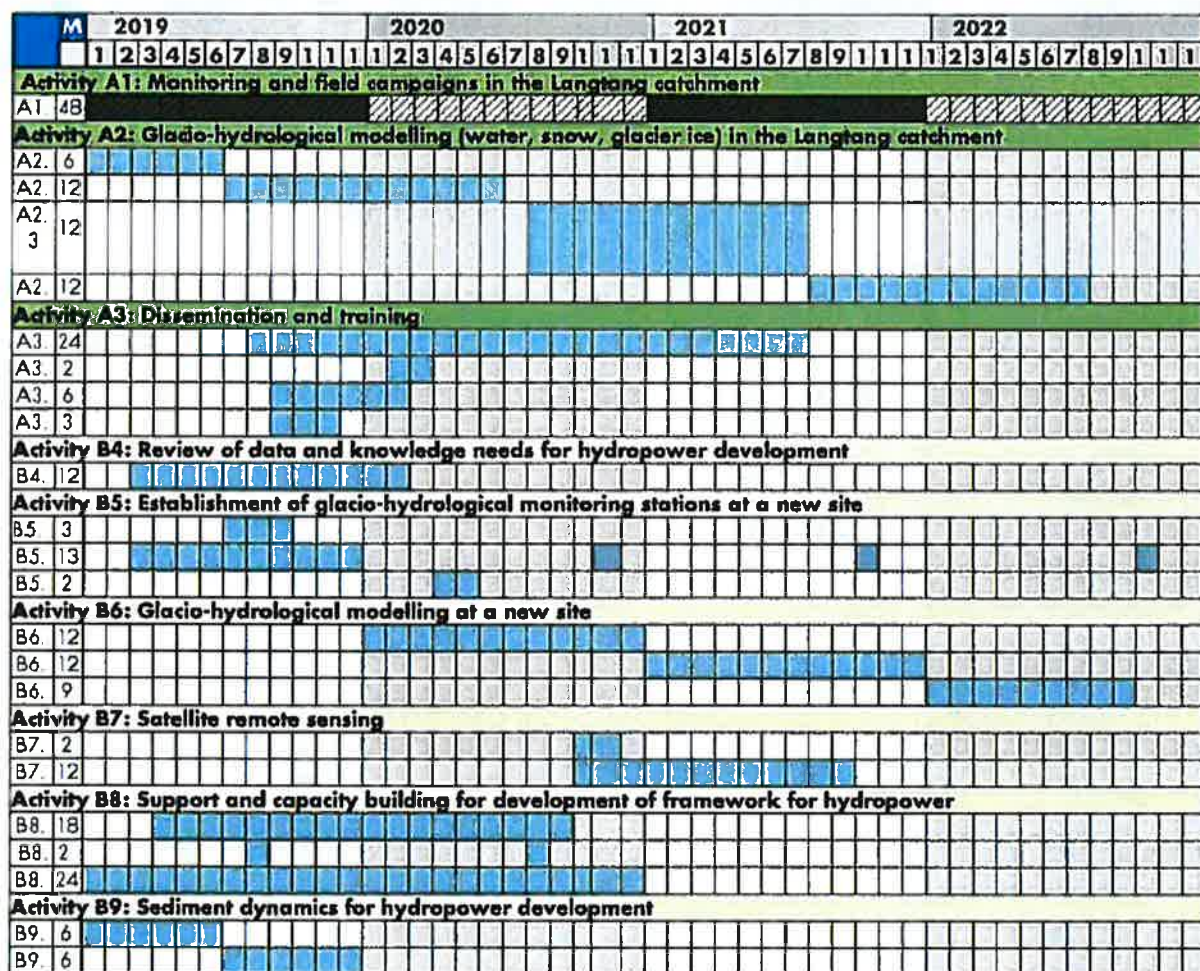 M 2019 2020 2021 2022
1 2 3 4 5 6 7 8 9 1 1 1 1 2 3 4 5 6 7 8 9 1 1 1 1 2 3 4 5 6 7 8 9 1 1 1 1 2 3 4 5 6 7 8 9 1 1 1
Activity A1: Monitoring and field campaigns in the Langtang catchment
A1 48
Activity A2: Glacio-hydrological modelling (water, snow, glacier ice) in the Langtang catchment
A2. 6
A2. 12
A2. 3 12
A2. 12
Activity A3: Dissemination and training
A3. 24
A3. 2
A3. 6
A3. 3
Activity B4: Review of data and knowledge needs for hydropower development
B4. 12
Activity B5: Establishment of glacio-hydrological monitoring stations at a new site
B5 3
B5. 13
B5. 2
Activity B6: Glacio-hydrological modelling at a new site
B6. 12
B6. 12
B6. 9
Activity B7: Satellite remote sensing
B7. 2
B7. 12
Activity B8: Support and capacity building for development of framework for hydropower
B8. 18
B8. 2
B8. 24
Activity B9: Sediment dynamics for hydropower development
B9. 6
B9. 6